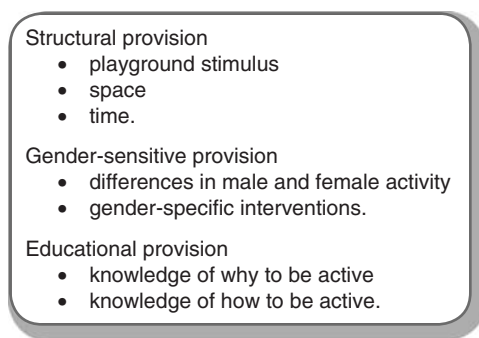 Structural provision
• playground stimulus
• space
• time.
Gender-sensitive provision
• differences in male and female activity
• gender-specific interventions.
Educational provision
• knowledge of why to be active
• knowledge of how to be active.